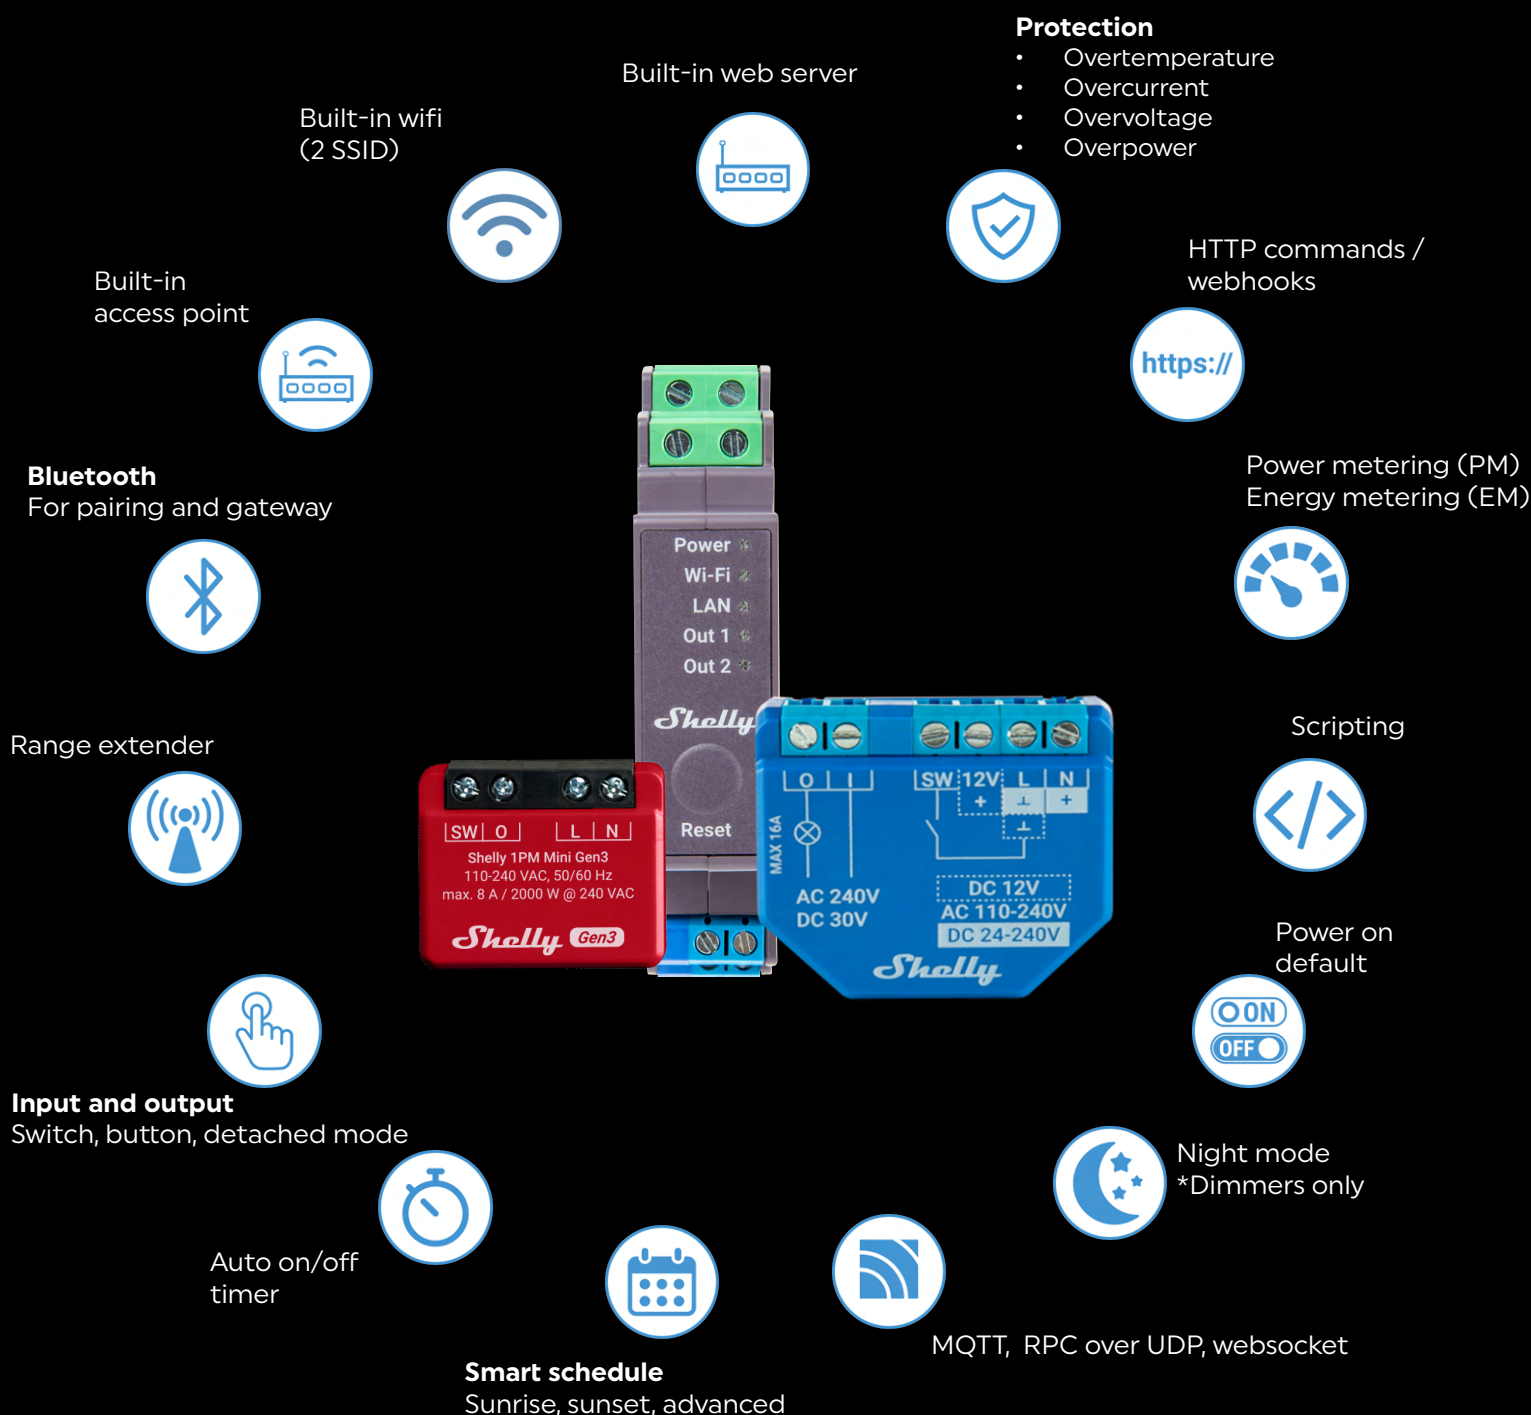 Protection
• Overtemperature
• Overcurrent
• Overvoltage
• Overpower
Built-in web server
Built-in wifi
(2 SSID)
HTTP commands /
webhooks
https://
Built-in
access point
Power metering (PM)
Energy metering (EM)
Bluetooth
For pairing and gateway
Power
Wi-Fi
LAN
Out 1
Out 2
Shelly
Reset
Range extender
Scripting
SW O L N
Shelly 1PM Mini Gen3
110-240 VAC, 50/60 Hz
max. 8 A / 2000 W @ 240 VAC
Shelly Gen3
O I SW 12V L N
+ ⊥ +
⊥
MAX 16A
AC 240V
DC 30V
DC 12V
AC 110-240V
DC 24-240V
Shelly
Power on
default
ON
OFF
Input and output
Switch, button, detached mode
Night mode
*Dimmers only
Auto on/off
timer
MQTT, RPC over UDP, websocket
Smart schedule
Sunrise, sunset, advanced